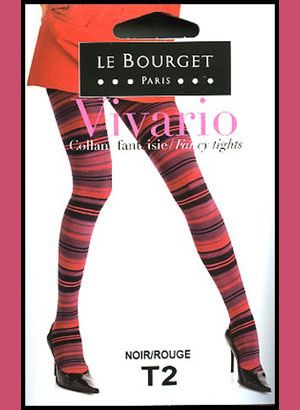 LE BOURGET
PARIS
Vivario
Collant fantaisie/Fancy tights
NOIR/ROUGE
T2